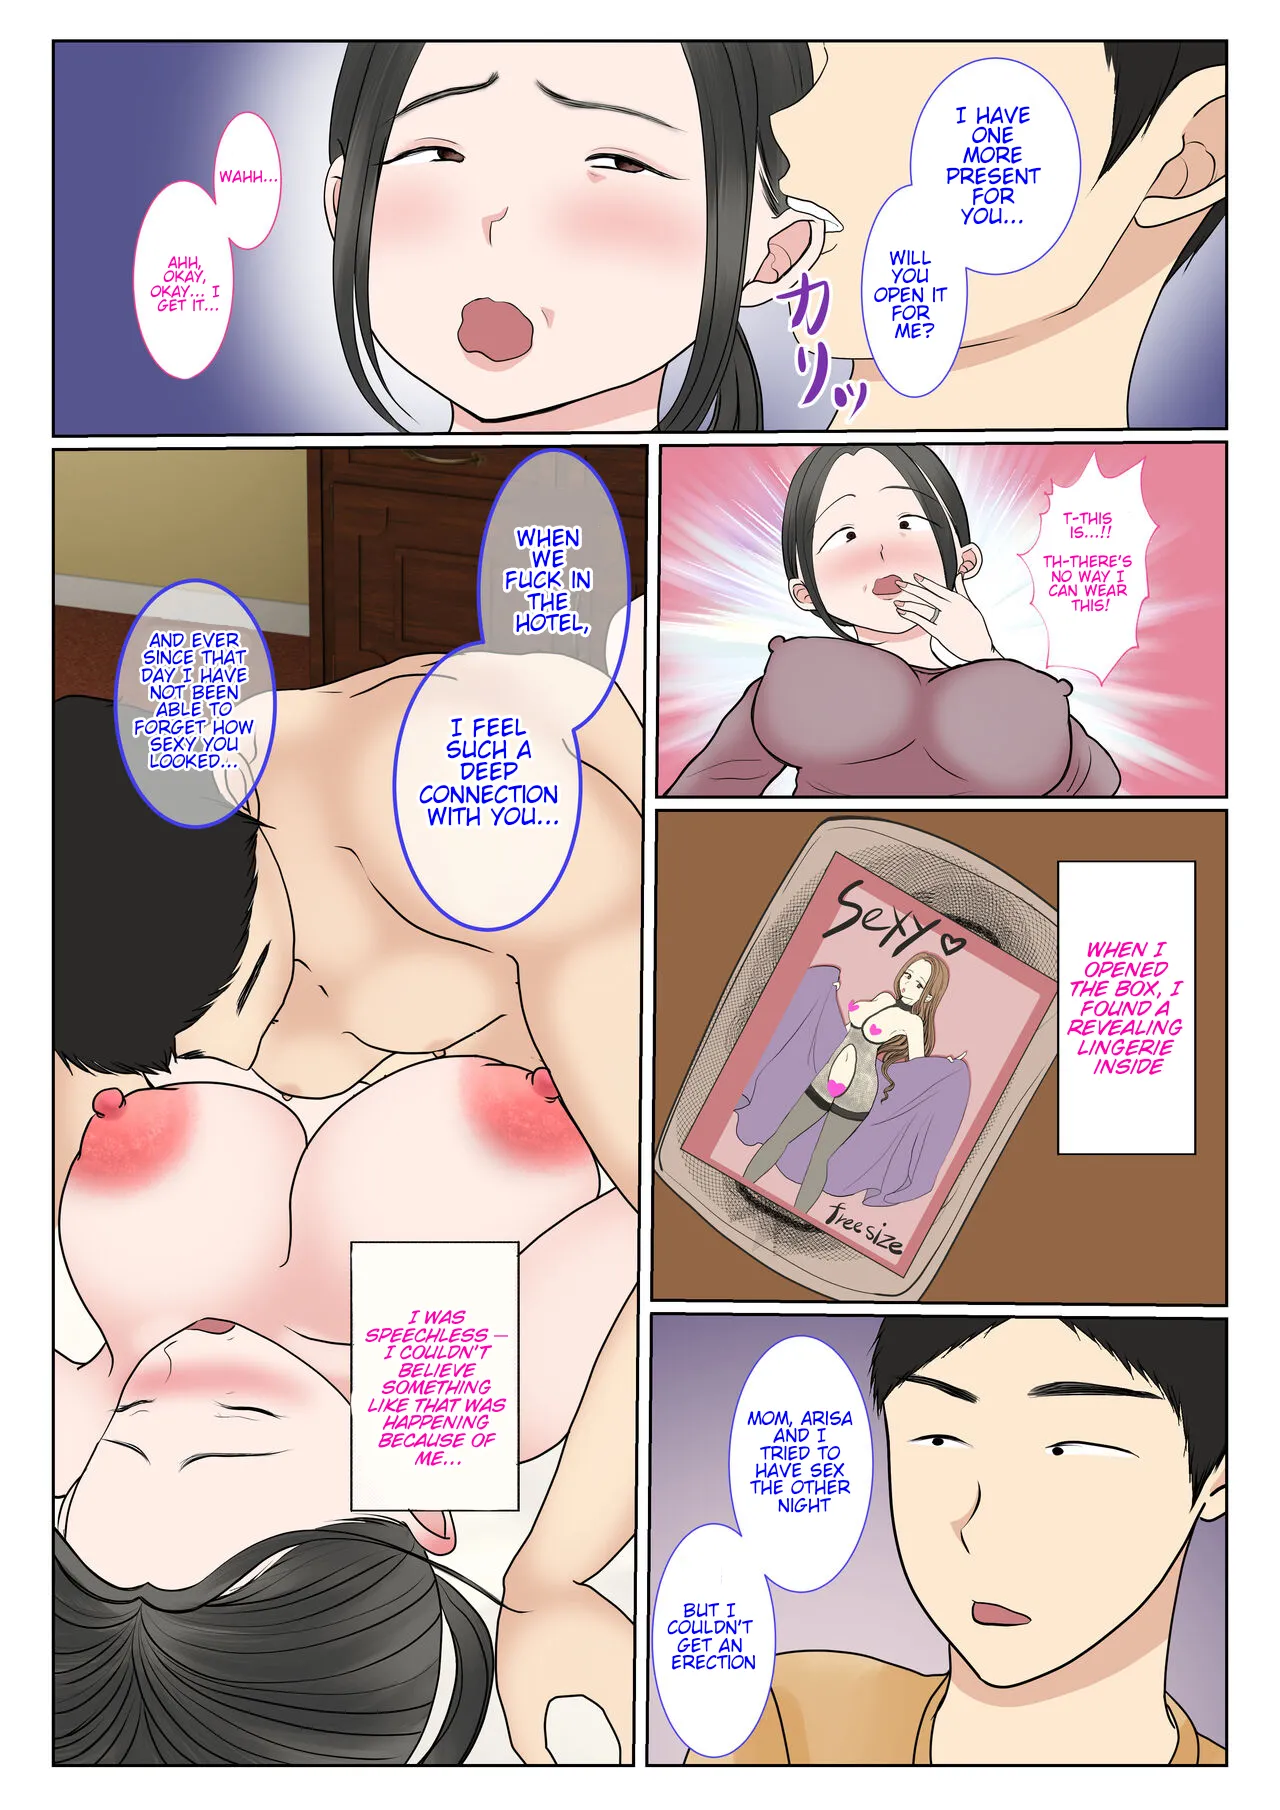 I HAVE
ONE
MORE
PRESENT
FOR
YOU...
WILL
YOU
OPEN IT
FOR
ME?
カリッ
WAHH...
AHH,
OKAY,
OKAY... I
GET IT...
T-THIS
IS...!!
TH-THERE'S
NO WAY I
CAN WEAR
THIS!
WHEN I
OPENED
THE BOX, I
FOUND A
REVEALING
LINGERIE
INSIDE
Sexy♡
free size
MOM, ARISA
AND I
TRIED TO
HAVE SEX
THE OTHER
NIGHT
BUT I
COULDN'T
GET AN
ERECTION
WHEN
WE
FUCK IN
THE
HOTEL,
I FEEL
SUCH A
DEEP
CONNECTION
WITH YOU...
AND EVER
SINCE THAT
DAY I HAVE
NOT BEEN
ABLE TO
FORGET HOW
SEXY YOU
LOOKED...
I WAS
SPEECHLESS —
I COULDN'T
BELIEVE
SOMETHING
LIKE THAT WAS
HAPPENING
BECAUSE OF
ME...